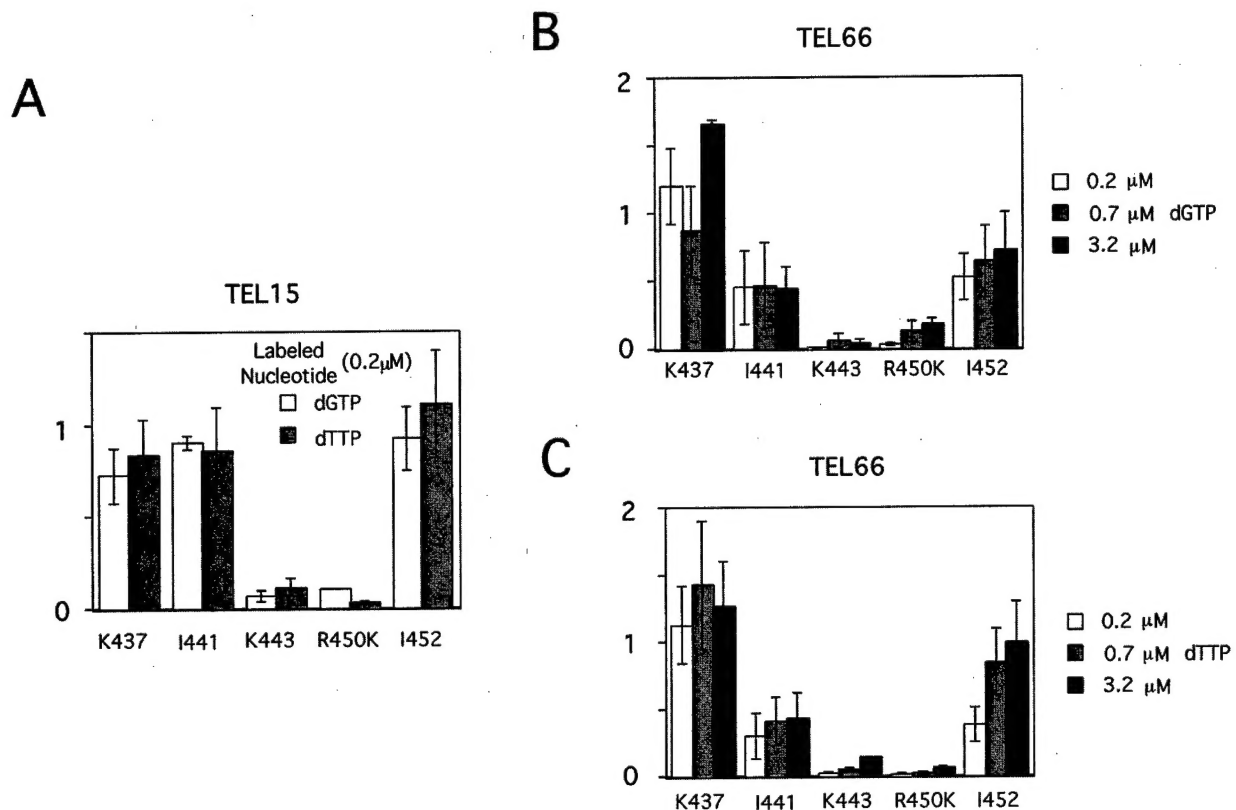 A
TEL15
1
0
Labeled
Nucleotide (0.2µM)
dGTP
dTTP
K437 I441 K443 R450K I452
B
TEL66
2
1
0
K437 I441 K443 R450K I452
0.2 µM
0.7 µM dGTP
3.2 µM
C
TEL66
2
1
0
K437 I441 K443 R450K I452
0.2 µM
0.7 µM dTTP
3.2 µM